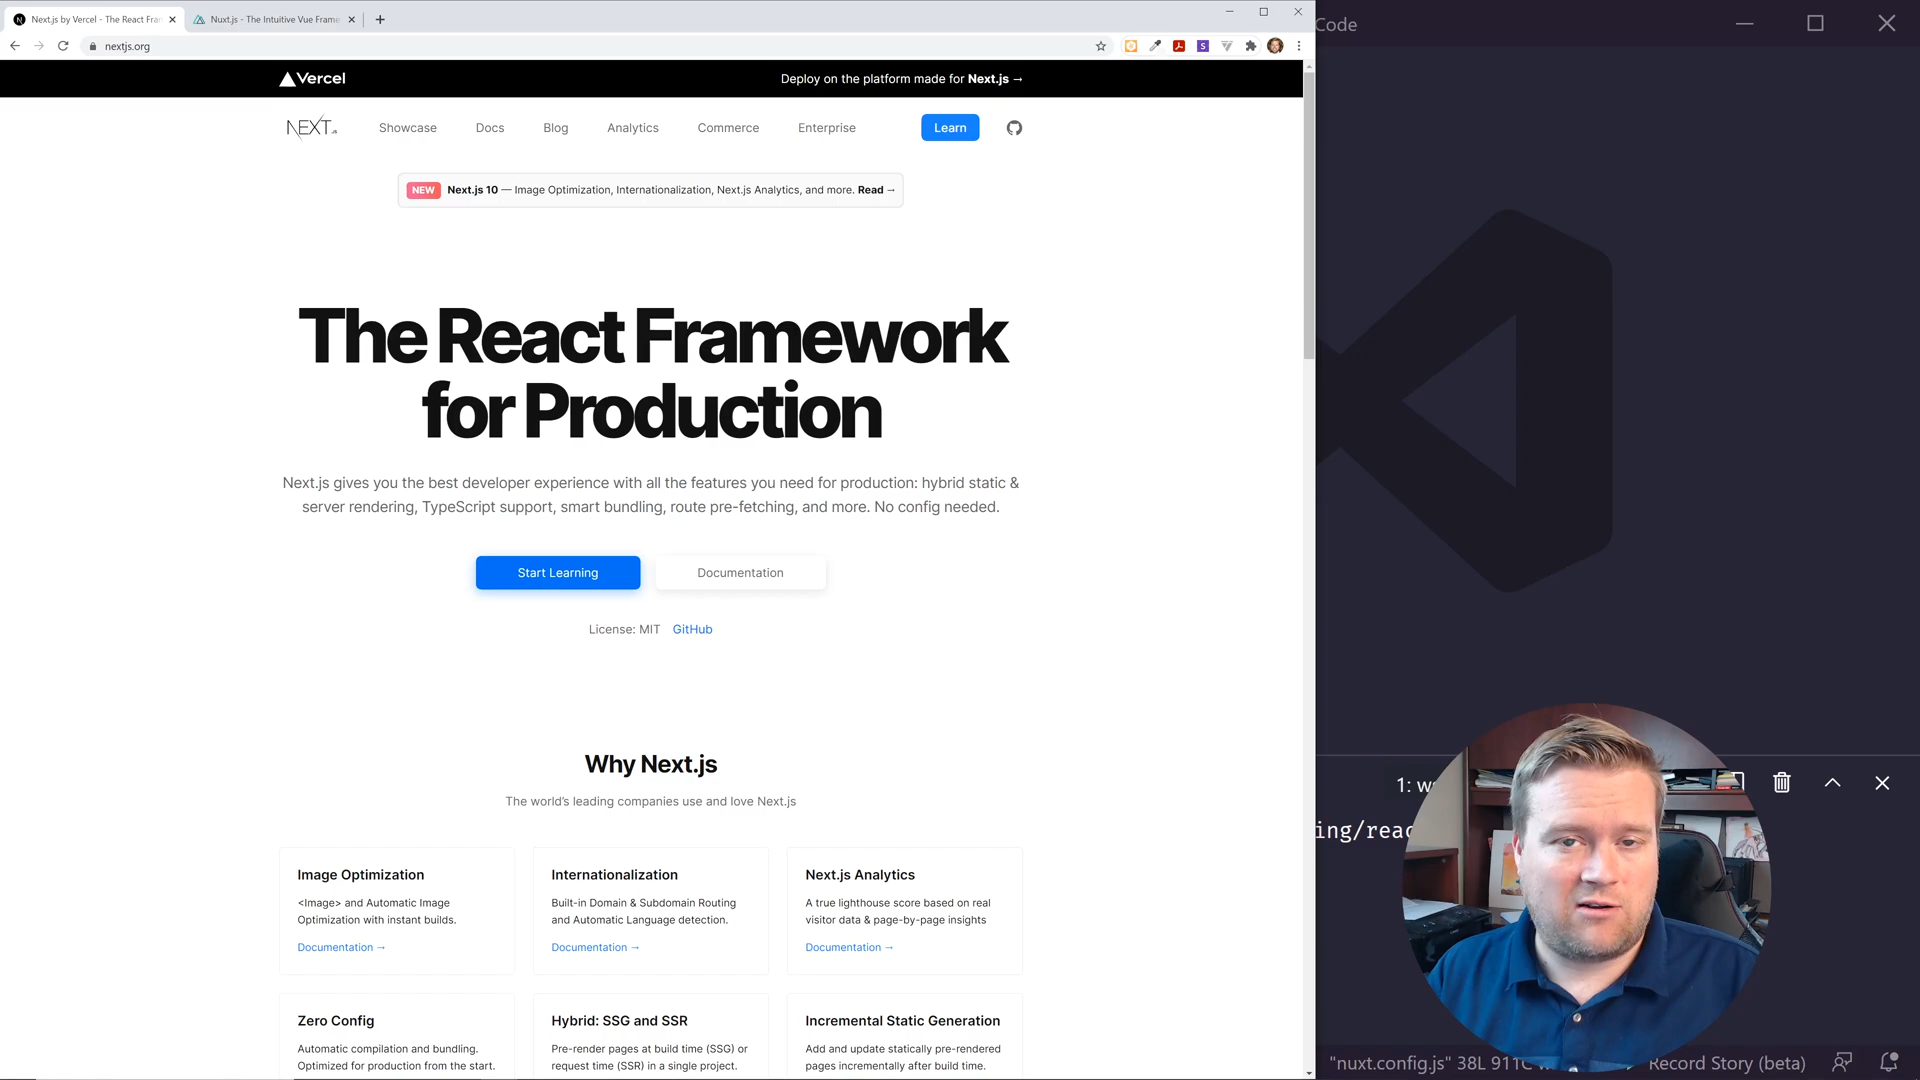 Next.js by Vercel - The React Fra
Nuxt.js - The Intuitive Vue Frame
Code
nextjs.org
Vercel
Deploy on the platform made for Next.js →
NEXT.JS
Showcase
Docs
Blog
Analytics
Commerce
Enterprise
Learn
NEW Next.js 10 — Image Optimization, Internationalization, Next.js Analytics, and more. Read →
The React Framework
for Production
Next.js gives you the best developer experience with all the features you need for production: hybrid static &
server rendering, TypeScript support, smart bundling, route pre-fetching, and more. No config needed.
Start Learning
Documentation
License: MIT GitHub
Why Next.js
The world’s leading companies use and love Next.js
Image Optimization
<Image> and Automatic Image
Optimization with instant builds.
Documentation →
Internationalization
Built-in Domain & Subdomain Routing
and Automatic Language detection.
Documentation →
Next.js Analytics
A true lighthouse score based on real
visitor data & page-by-page insights
Documentation →
Zero Config
Automatic compilation and bundling.
Optimized for production from the start.
Hybrid: SSG and SSR
Pre-render pages at build time (SSG) or
request time (SSR) in a single project.
Incremental Static Generation
Add and update statically pre-rendered
pages incrementally after build time.
1: w
ing/reac
"nuxt.config.js" 38L 911C
Record Story (beta)